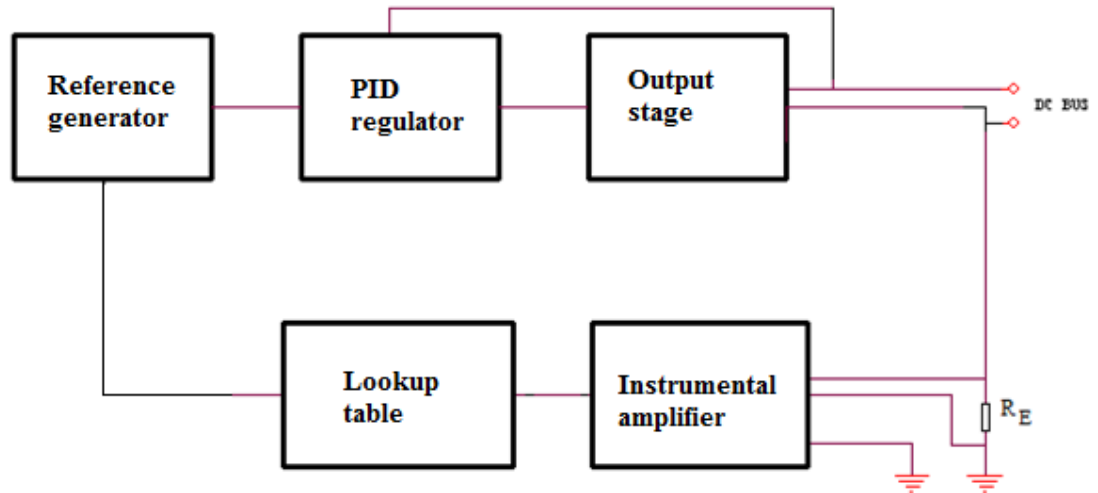 Reference
generator
PID
regulator
Output
stage
DC BUS
Lookup
table
Instrumental
amplifier
RE